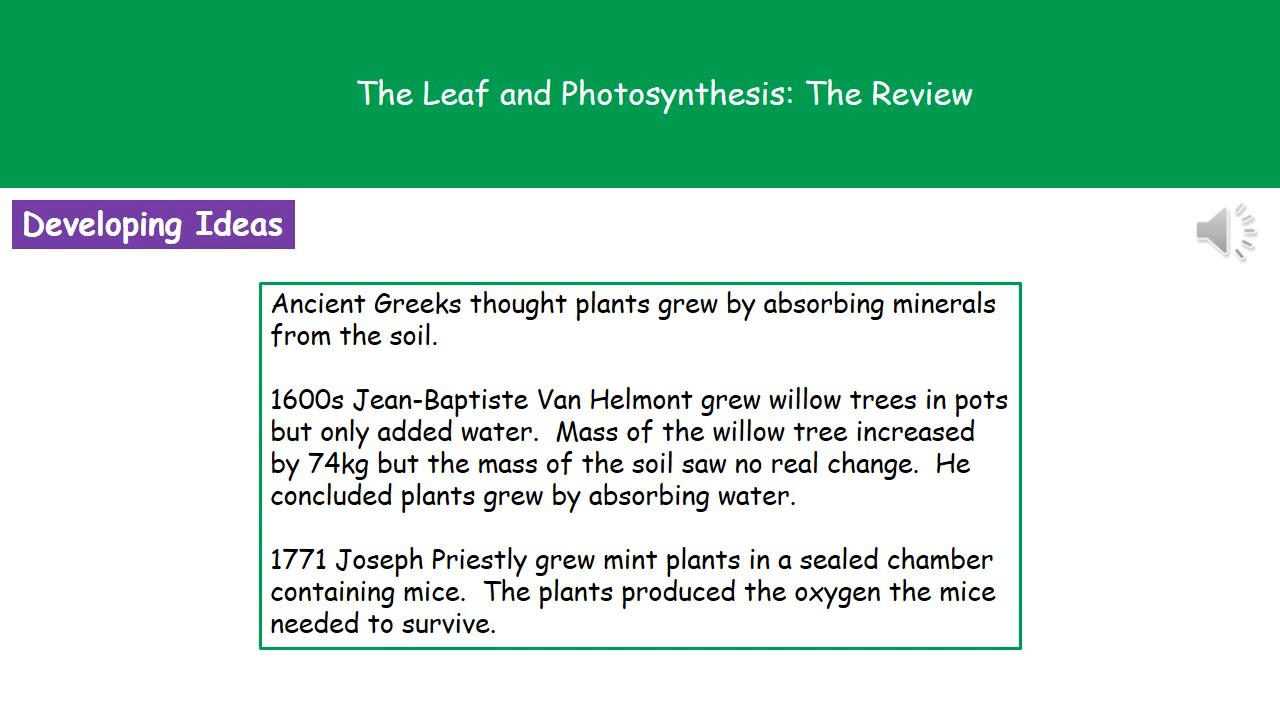 The Leaf and Photosynthesis: The Review
Developing Ideas
Ancient Greeks thought plants grew by absorbing minerals
from the soil.
1600s Jean-Baptiste Van Helmont grew willow trees in pots
but only added water.  Mass of the willow tree increased
by 74kg but the mass of the soil saw no real change.  He
concluded plants grew by absorbing water.
1771 Joseph Priestly grew mint plants in a sealed chamber
containing mice.  The plants produced the oxygen the mice
needed to survive.